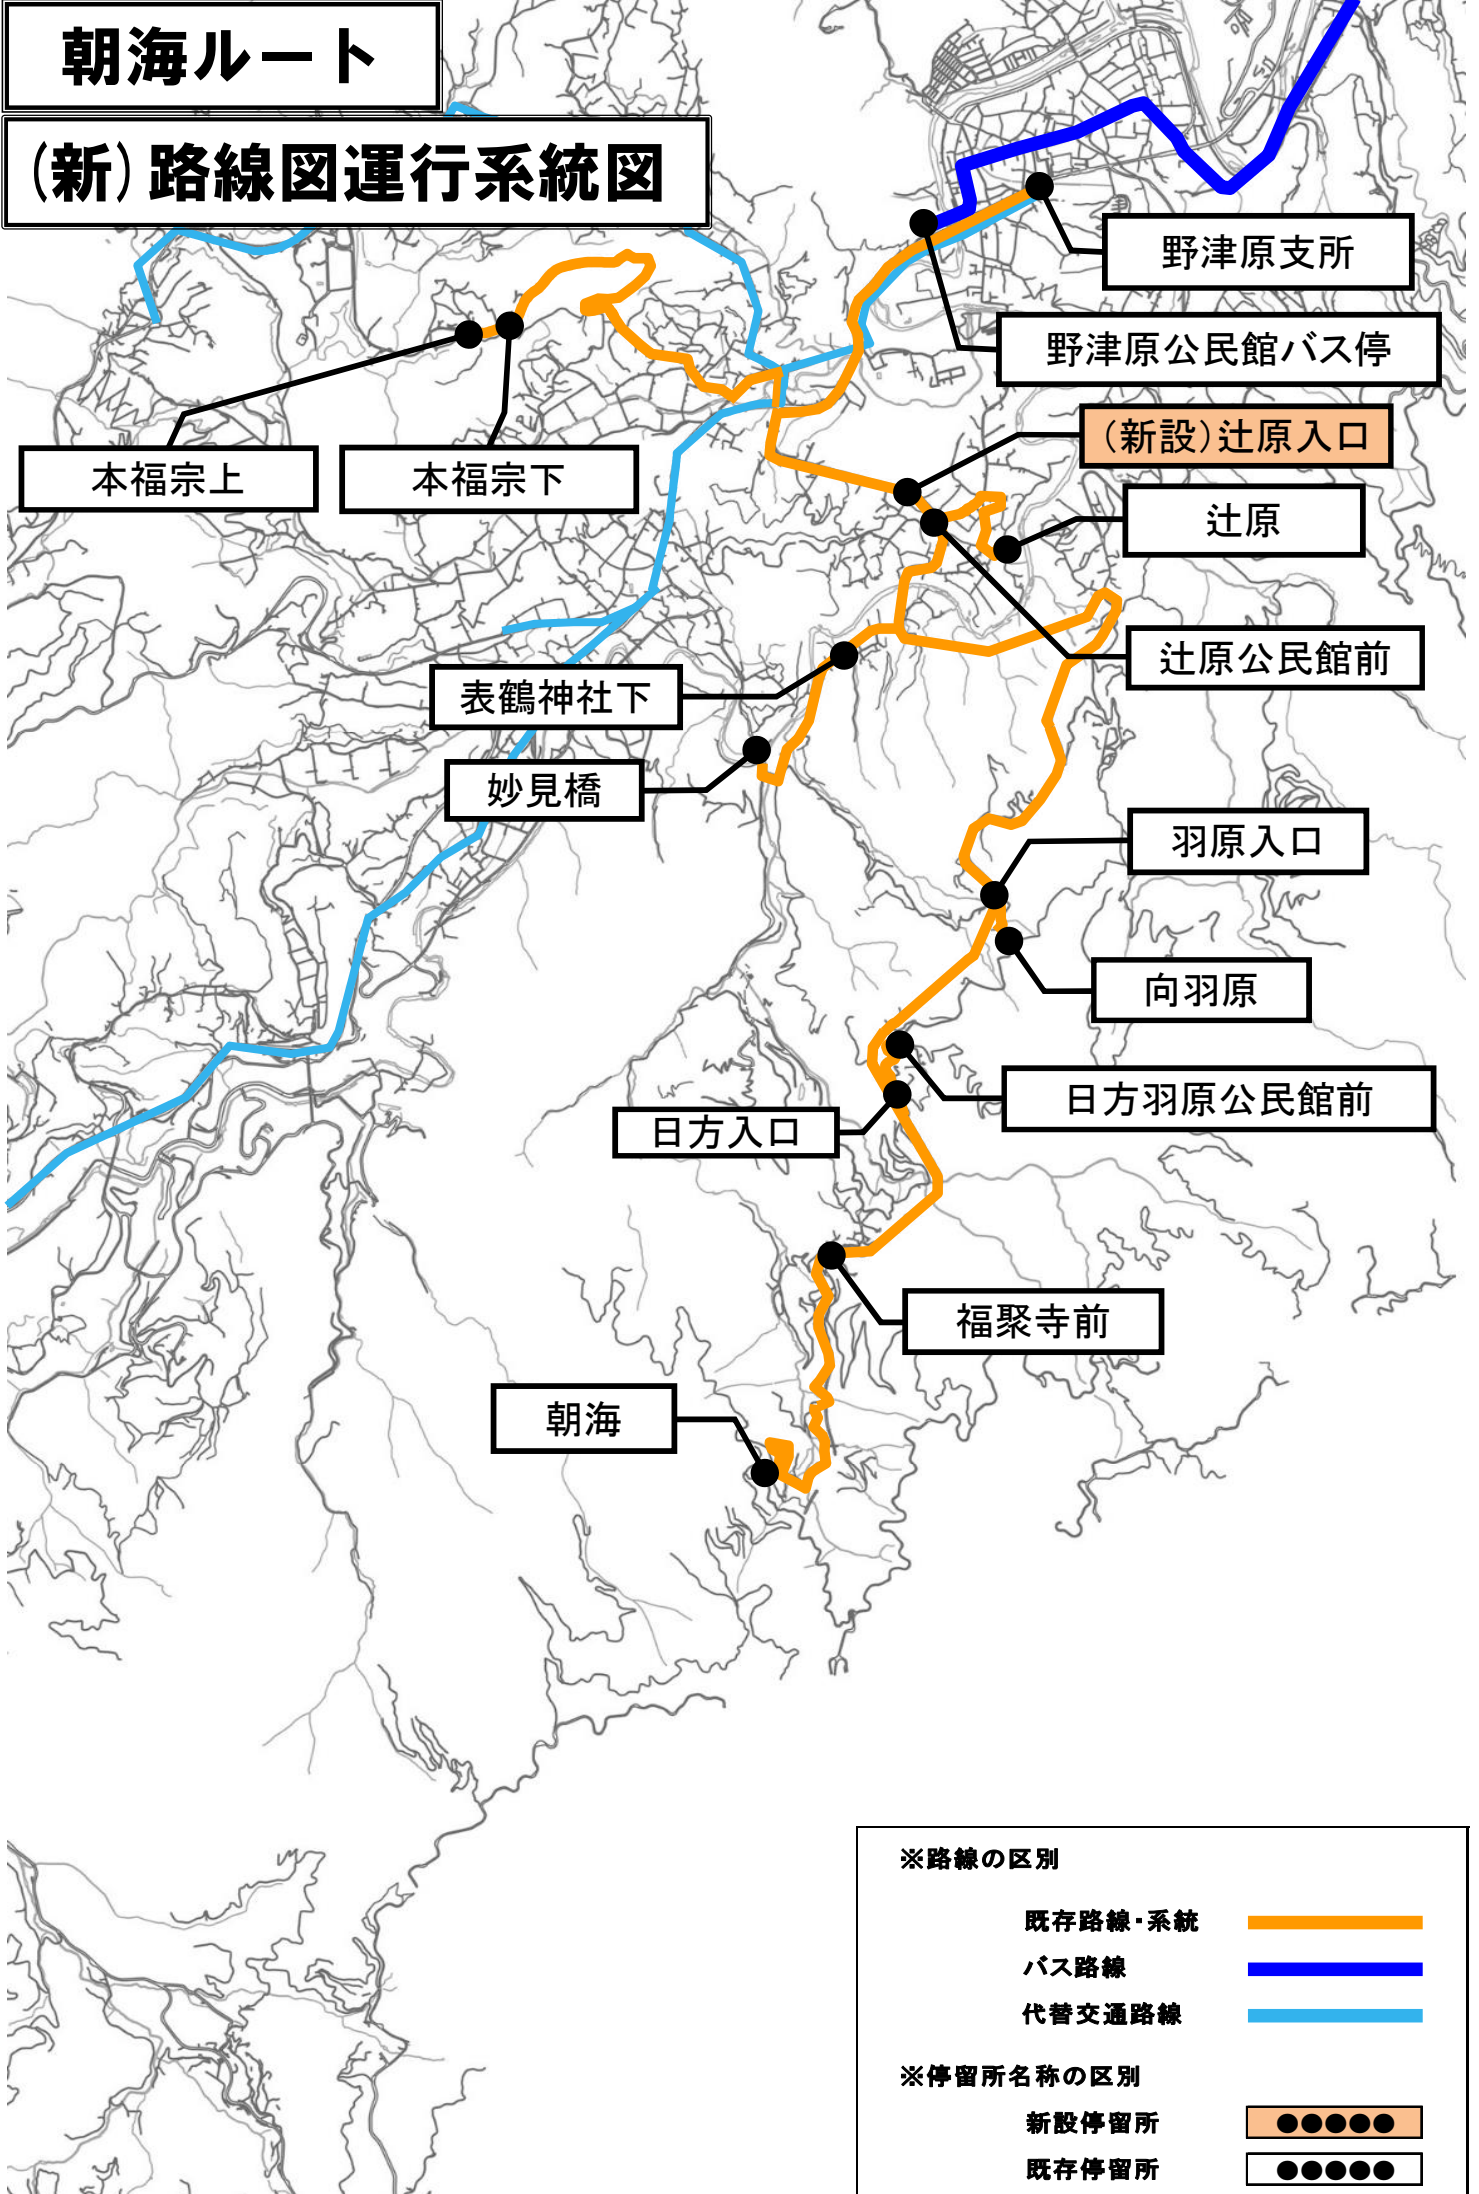 朝海ルート
(新)路線図運行系統図
野津原支所
野津原公民館バス停
(新設)辻原入口
本福宗上
本福宗下
辻原
辻原公民館前
表鶴神社下
妙見橋
羽原入口
向羽原
日方羽原公民館前
日方入口
福聚寺前
朝海
※路線の区別
既存路線・系統
バス路線
代替交通路線
※停留所名称の区別
新設停留所 ●●●●●
既存停留所 ●●●●●